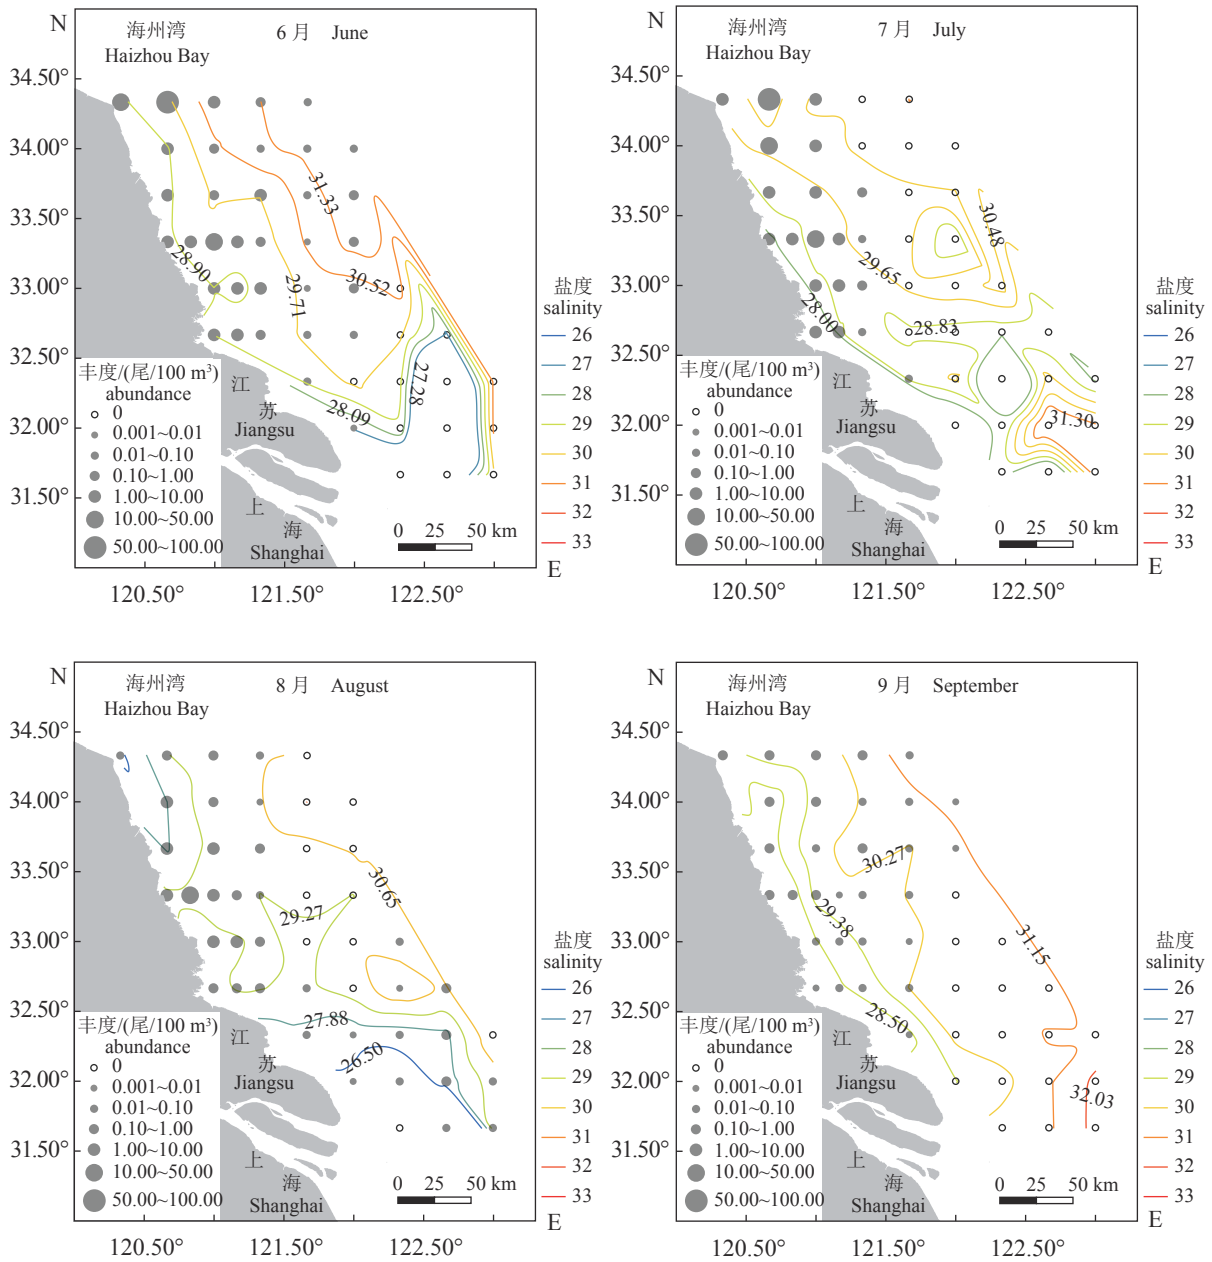 N
海州湾
Haizhou Bay
6 月 June
34.50°
34.00°
33.50°
33.00°
32.50°
32.00°
31.50°
31.33
30.52
29.71
28.90
28.09
27.28
盐度
salinity
26
27
28
29
30
31
32
33
丰度/(尾/100 m³)
abundance
0
0.001~0.01
0.01~0.10
0.10~1.00
1.00~10.00
10.00~50.00
50.00~100.00
江
苏
Jiangsu
上
海
Shanghai
0 25 50 km
E
120.50° 121.50° 122.50°
N
海州湾
Haizhou Bay
7 月 July
34.50°
34.00°
33.50°
33.00°
32.50°
32.00°
31.50°
30.48
29.65
28.00
28.83
31.30
盐度
salinity
26
27
28
29
30
31
32
33
丰度/(尾/100 m³)
abundance
0
0.001~0.01
0.01~0.10
0.10~1.00
1.00~10.00
10.00~50.00
50.00~100.00
江
苏
Jiangsu
上
海
Shanghai
0 25 50 km
E
120.50° 121.50° 122.50°
N
海州湾
Haizhou Bay
8 月 August
34.50°
34.00°
33.50°
33.00°
32.50°
32.00°
31.50°
30.65
29.27
27.88
26.50
盐度
salinity
26
27
28
29
30
31
32
33
丰度/(尾/100 m³)
abundance
0
0.001~0.01
0.01~0.10
0.10~1.00
1.00~10.00
10.00~50.00
50.00~100.00
江
苏
Jiangsu
上
海
Shanghai
0 25 50 km
E
120.50° 121.50° 122.50°
N
海州湾
Haizhou Bay
9 月 September
34.50°
34.00°
33.50°
33.00°
32.50°
32.00°
31.50°
30.27
29.38
31.15
28.50
32.03
盐度
salinity
26
27
28
29
30
31
32
33
丰度/(尾/100 m³)
abundance
0
0.001~0.01
0.01~0.10
0.10~1.00
1.00~10.00
10.00~50.00
50.00~100.00
江
苏
Jiangsu
上
海
Shanghai
0 25 50 km
E
120.50° 121.50° 122.50°